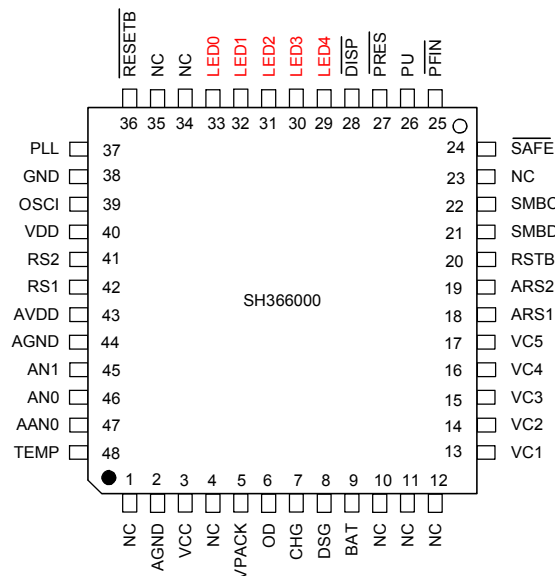 RESETB NC NC LED0 LED1 LED2 LED3 LED4 DISP PRES PU PFIN
36 35 34 33 32 31 30 29 28 27 26 25
PLL 37 24 SAFE
GND 38 23 NC
OSCI 39 22 SMBC
VDD 40 21 SMBD
RS2 41 20 RSTB
RS1 42 19 ARS2
SH366000
AVDD 43 18 ARS1
AGND 44 17 VC5
AN1 45 16 VC4
AN0 46 15 VC3
AAN0 47 14 VC2
TEMP 48 13 VC1
1 2 3 4 5 6 7 8 9 10 11 12
NC AGND VCC NC VPACK OD CHG DSG BAT NC NC NC